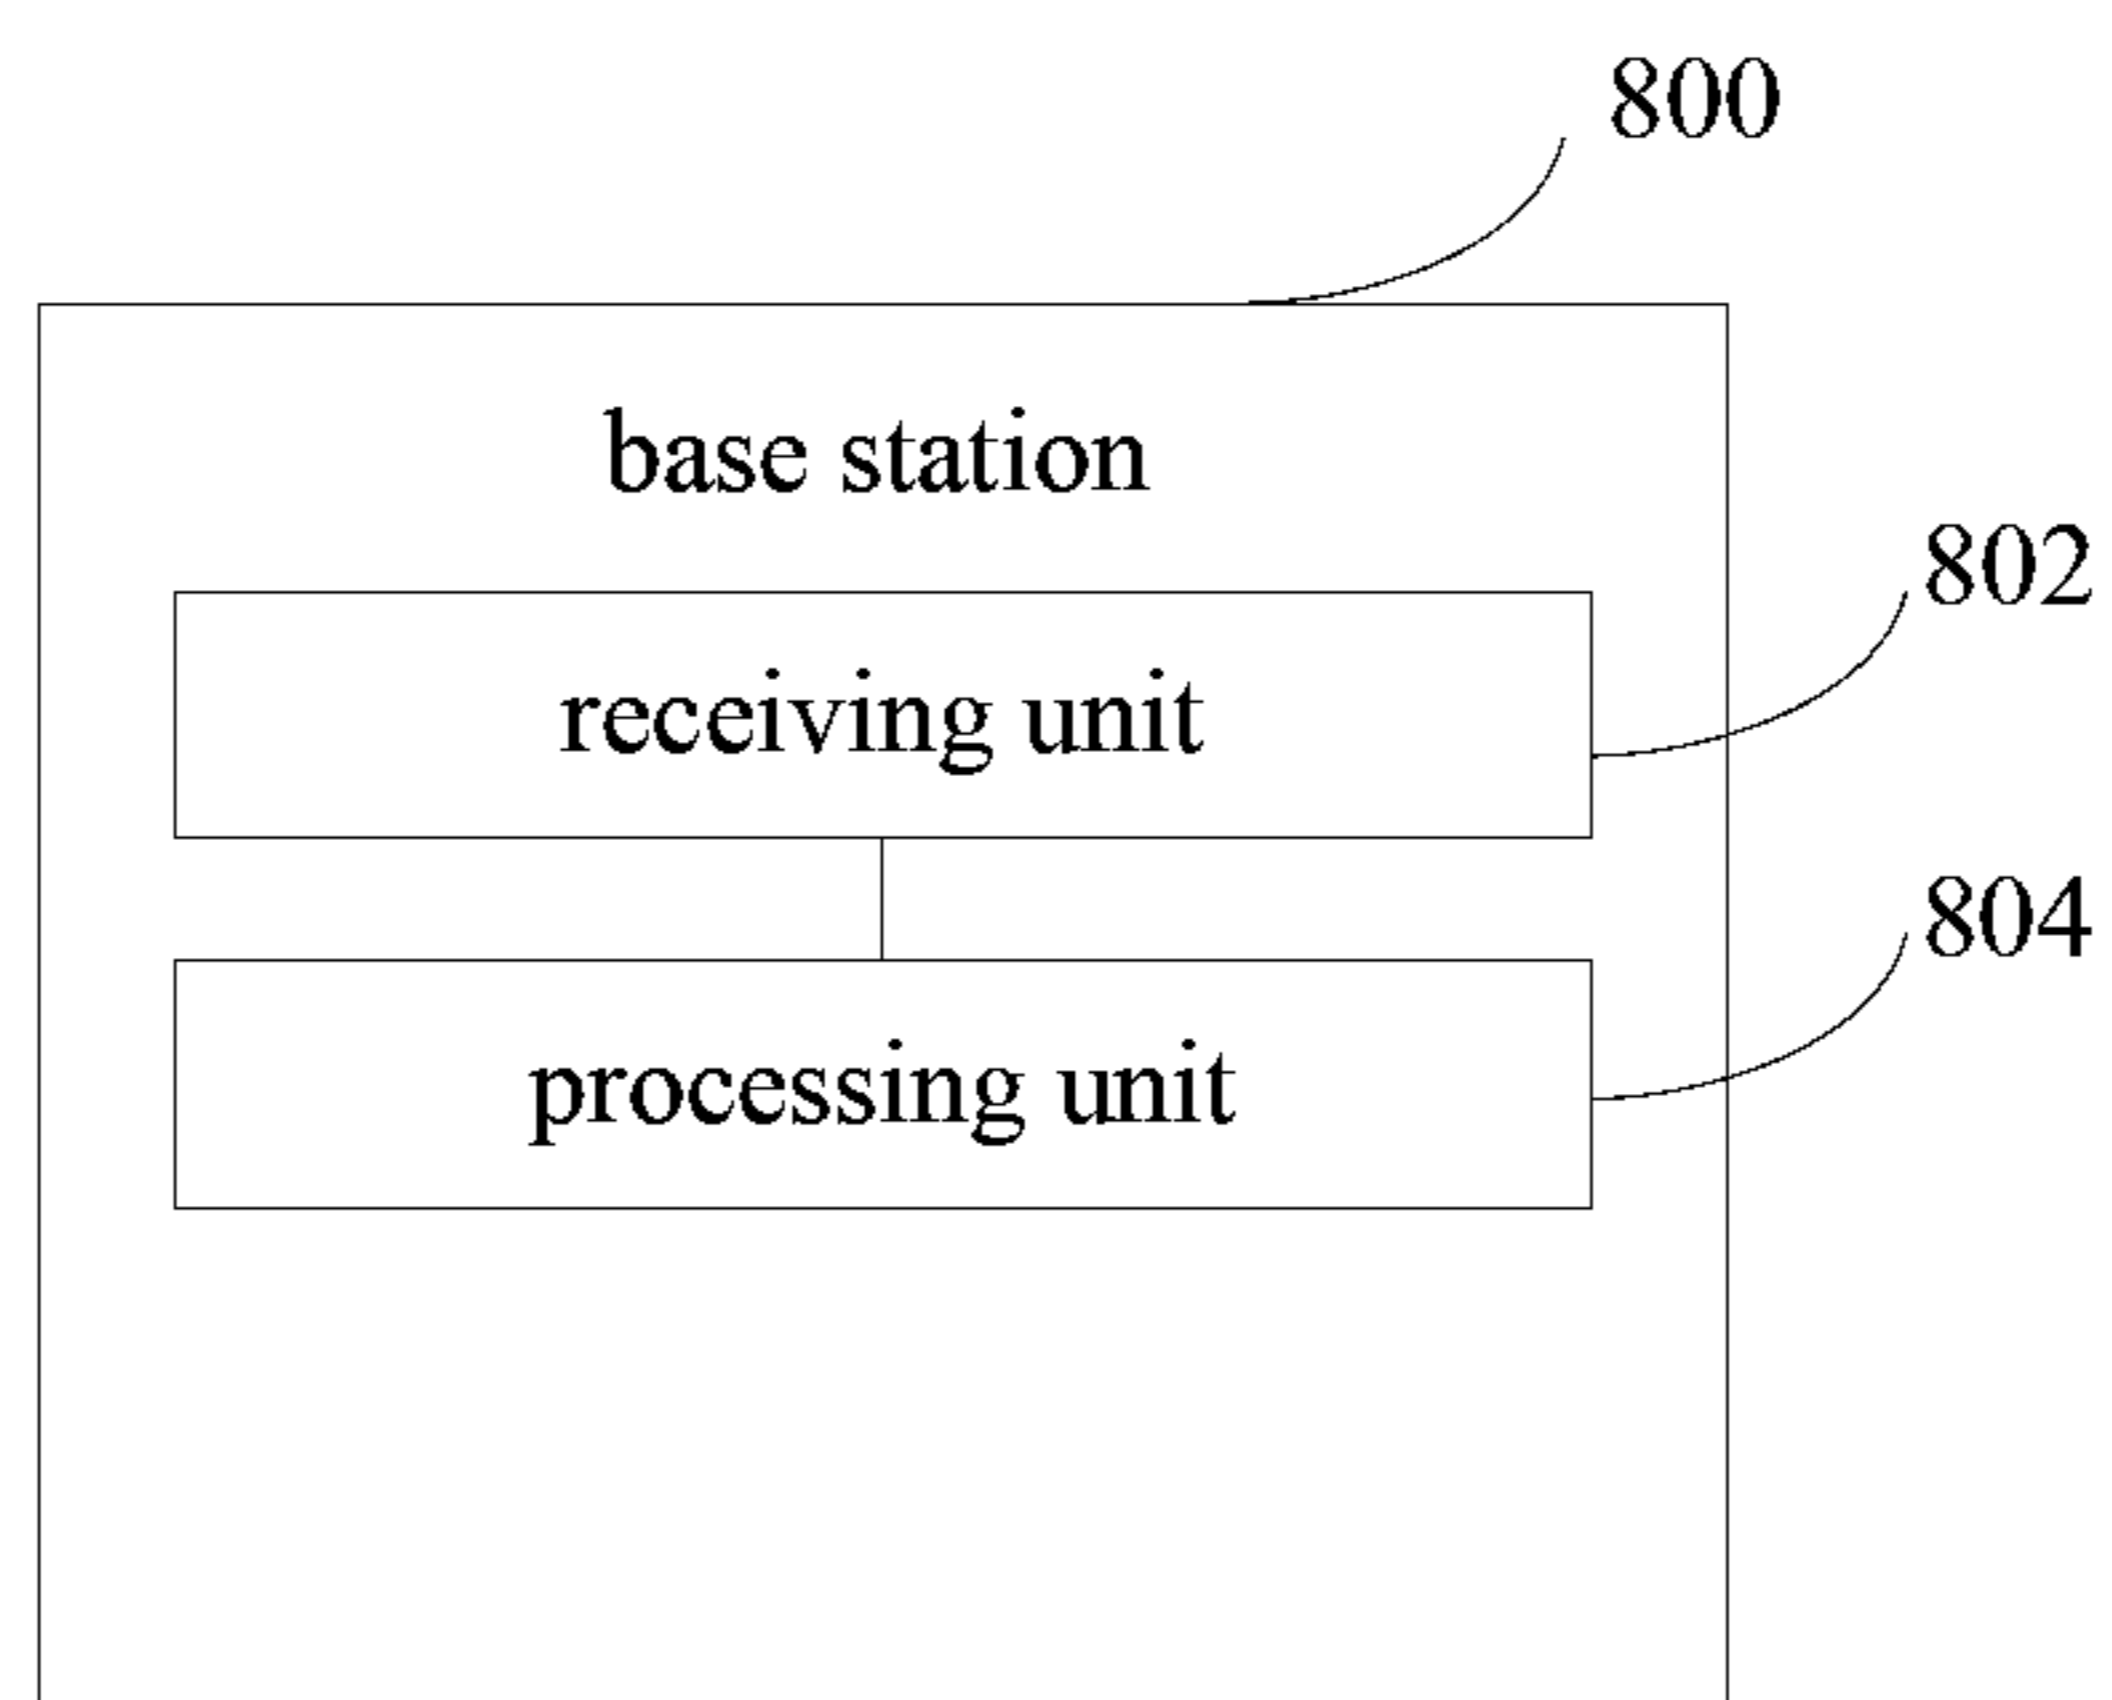 800
base station
802
receiving unit
804
processing unit